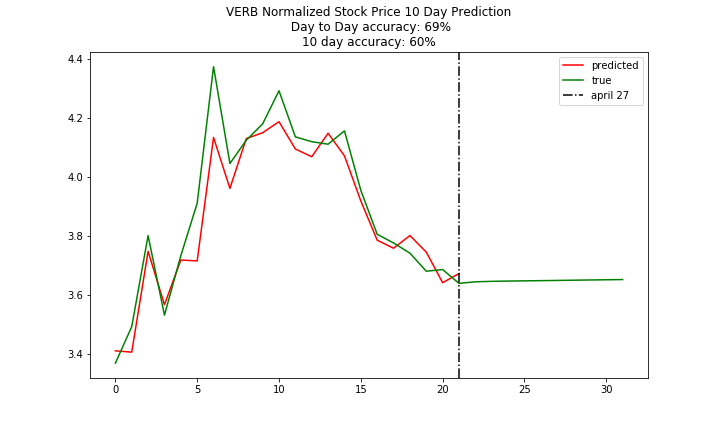 VERB Normalized Stock Price 10 Day Prediction
Day to Day accuracy: 69%
10 day accuracy: 60%
4.4
4.2
4.0
3.8
3.6
3.4
predicted
true
april 27
0 5 10 15 20 25 30